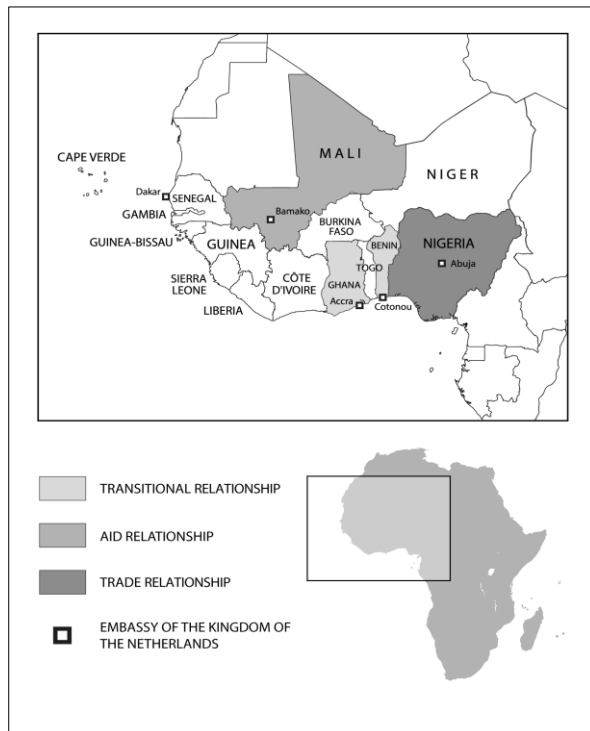 MALI
CAPE VERDE
NIGER
Dakar
SENEGAL
Bamako
GAMBIA
BURKINA
FASO
GUINEA-BISSAU
GUINEA
BENIN
NIGERIA
TOGO
Abuja
SIERRA
LEONE
CÔTE
D'IVOIRE
GHANA
Accra
Cotonou
LIBERIA
TRANSITIONAL RELATIONSHIP
AID RELATIONSHIP
TRADE RELATIONSHIP
EMBASSY OF THE KINGDOM OF
THE NETHERLANDS